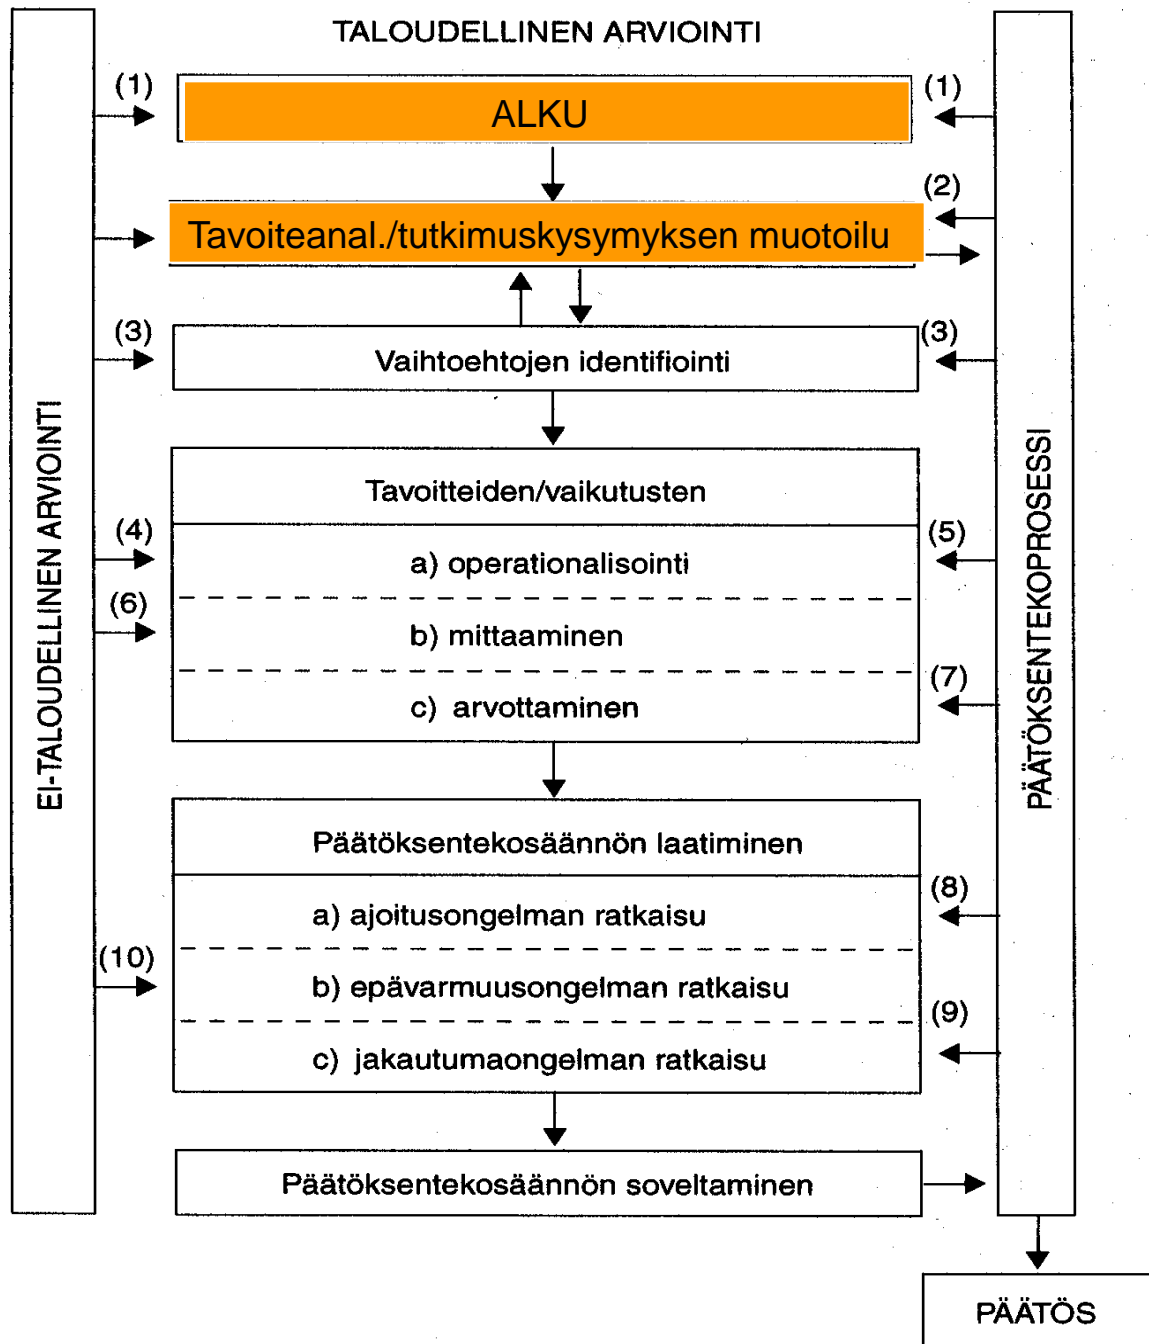 TALOUDELLINEN ARVIOINTI
(1)
ALKU
(1)
(2)
Tavoiteanal./tutkimuskysymyksen muotoilu
(3)
Vaihtoehtojen identifiointi
(3)
Tavoitteiden/vaikutusten
(4)
a) operationalisointi
(5)
(6)
b) mittaaminen
(7)
c) arvottaminen
Päätöksentekosäännön laatiminen
(8)
a) ajoitusongelman ratkaisu
(10)
b) epävarmuusongelman ratkaisu
(9)
c) jakautumaongelman ratkaisu
Päätöksentekosäännön soveltaminen
EI-TALOUDELLINEN ARVIOINTI
PÄÄTÖKSENTEKOPROSESSI
PÄÄTÖS